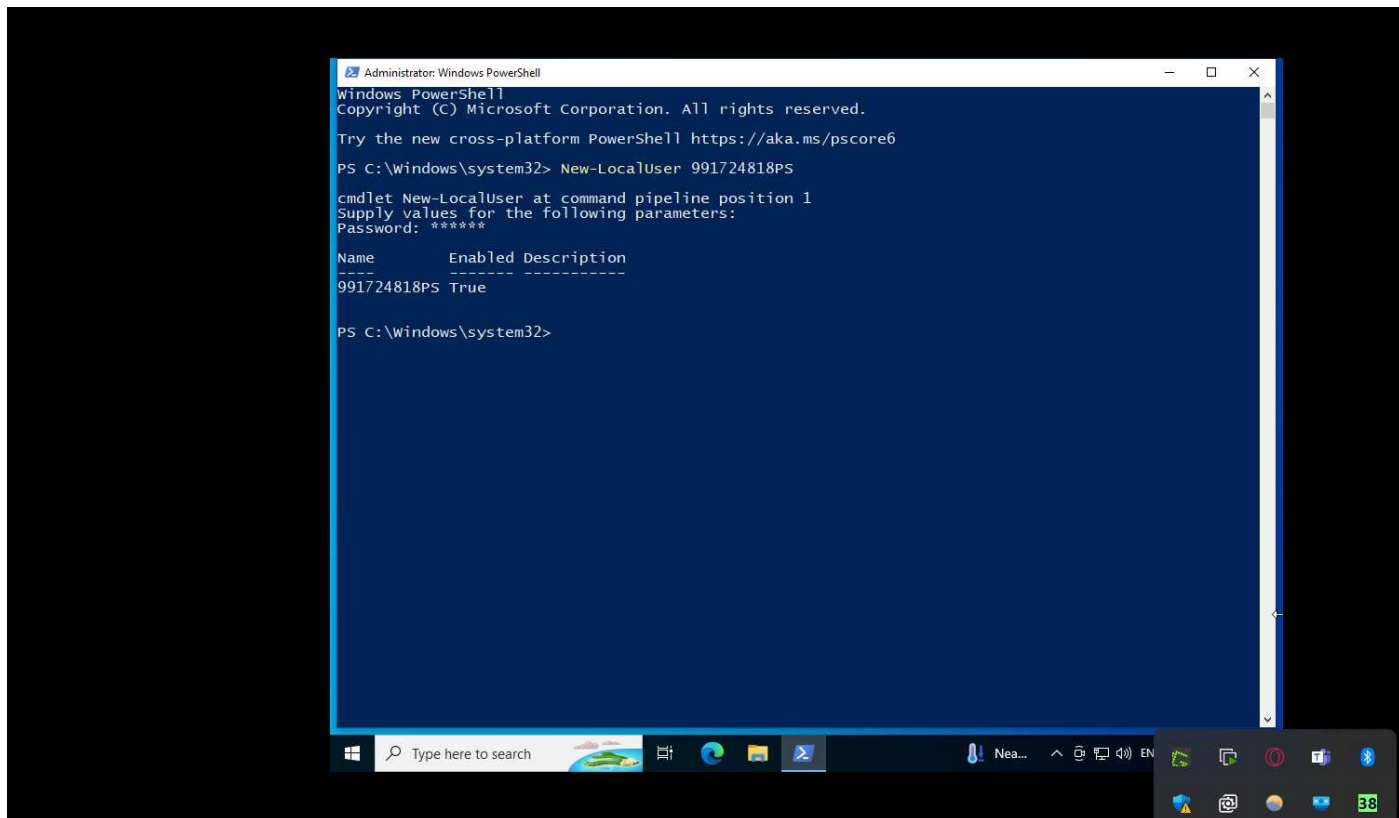 Administrator: Windows PowerShell
Windows PowerShell
Copyright (C) Microsoft Corporation. All rights reserved.
Try the new cross-platform PowerShell https://aka.ms/pscore6
PS C:\Windows\system32> New-LocalUser 991724818PS
cmdlet New-LocalUser at command pipeline position 1
Supply values for the following parameters:
Password: ******
Name Enabled Description
---- ------- -----------
991724818PS True
PS C:\Windows\system32>
Type here to search
Nea... EN
38